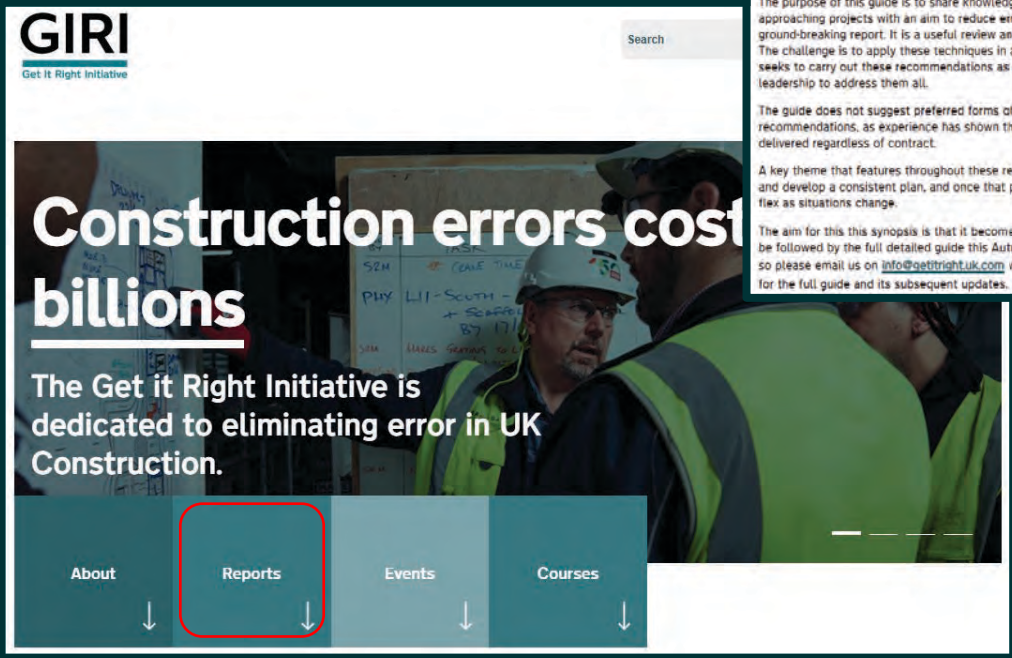 GIRI
Get It Right Initiative
Search
The purpose of this guide is to share knowledg
approaching projects with an aim to reduce er
ground-breaking report. It is a useful review an
The challenge is to apply these techniques in a
seeks to carry out these recommendations as
leadership to address them all.
The guide does not suggest preferred forms of
recommendations, as experience has shown th
delivered regardless of contract.
A key theme that features throughout these re
and develop a consistent plan, and once that p
flex as situations change.
The aim for this this synopsis is that it become
be followed by the full detailed guide this Aut
so please email us on info@getitright.uk.com
for the full guide and its subsequent updates.
Construction errors cost
billions
The Get it Right Initiative is
dedicated to eliminating error in UK
Construction.
TASK
About
Reports
Events
Courses